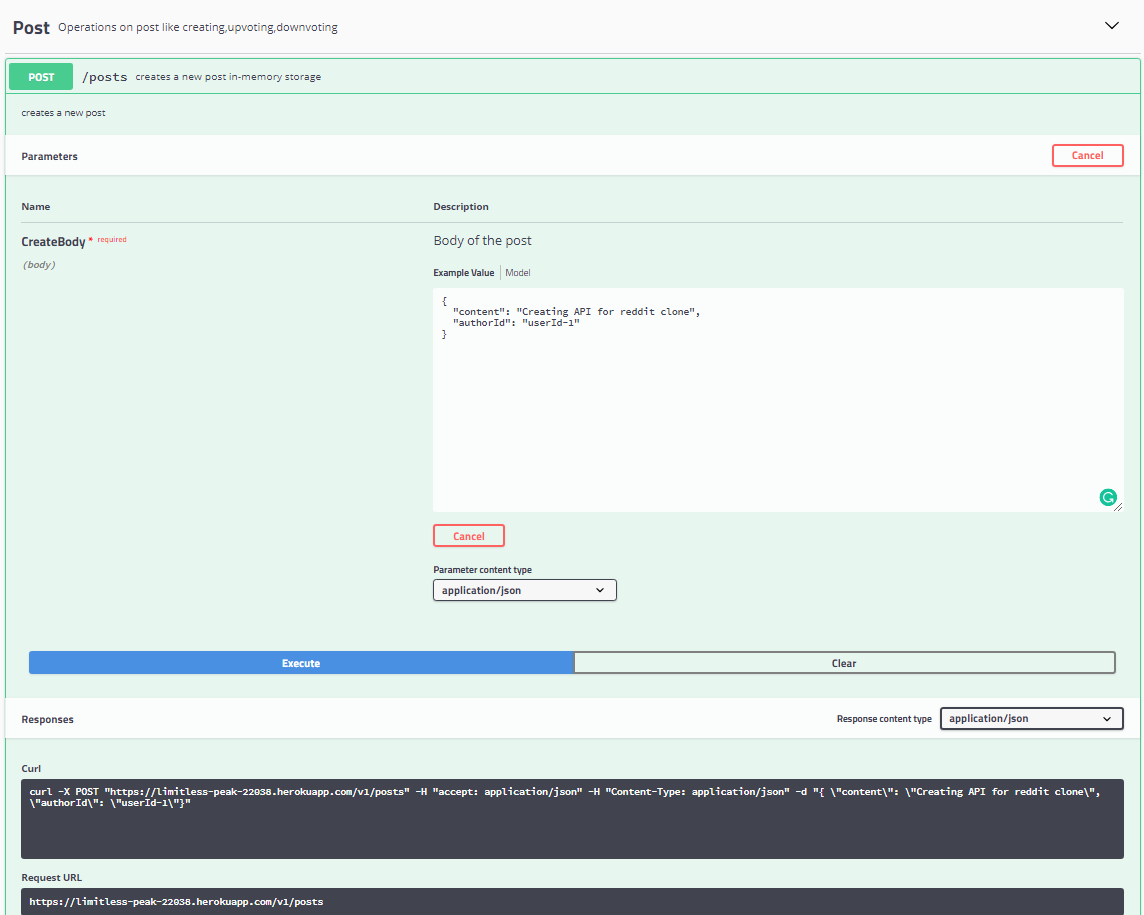 Post Operations on post like creating,upvoting,downvoting
POST /posts creates a new post in-memory storage
creates a new post
Parameters Cancel
Name Description
CreateBody * required Body of the post
(body)
Example Value Model
{
"content": "Creating API for reddit clone",
"authorId": "userId-1"
}
Cancel
Parameter content type
application/json
Execute Clear
Responses Response content type application/json
Curl
curl -X POST "https://limitless-peak-22038.herokuapp.com/v1/posts" -H "accept: application/json" -H "Content-Type: application/json" -d "{ \"content\": \"Creating API for reddit clone\",
\"authorId\": \"userId-1\"}"
Request URL
https://limitless-peak-22038.herokuapp.com/v1/posts